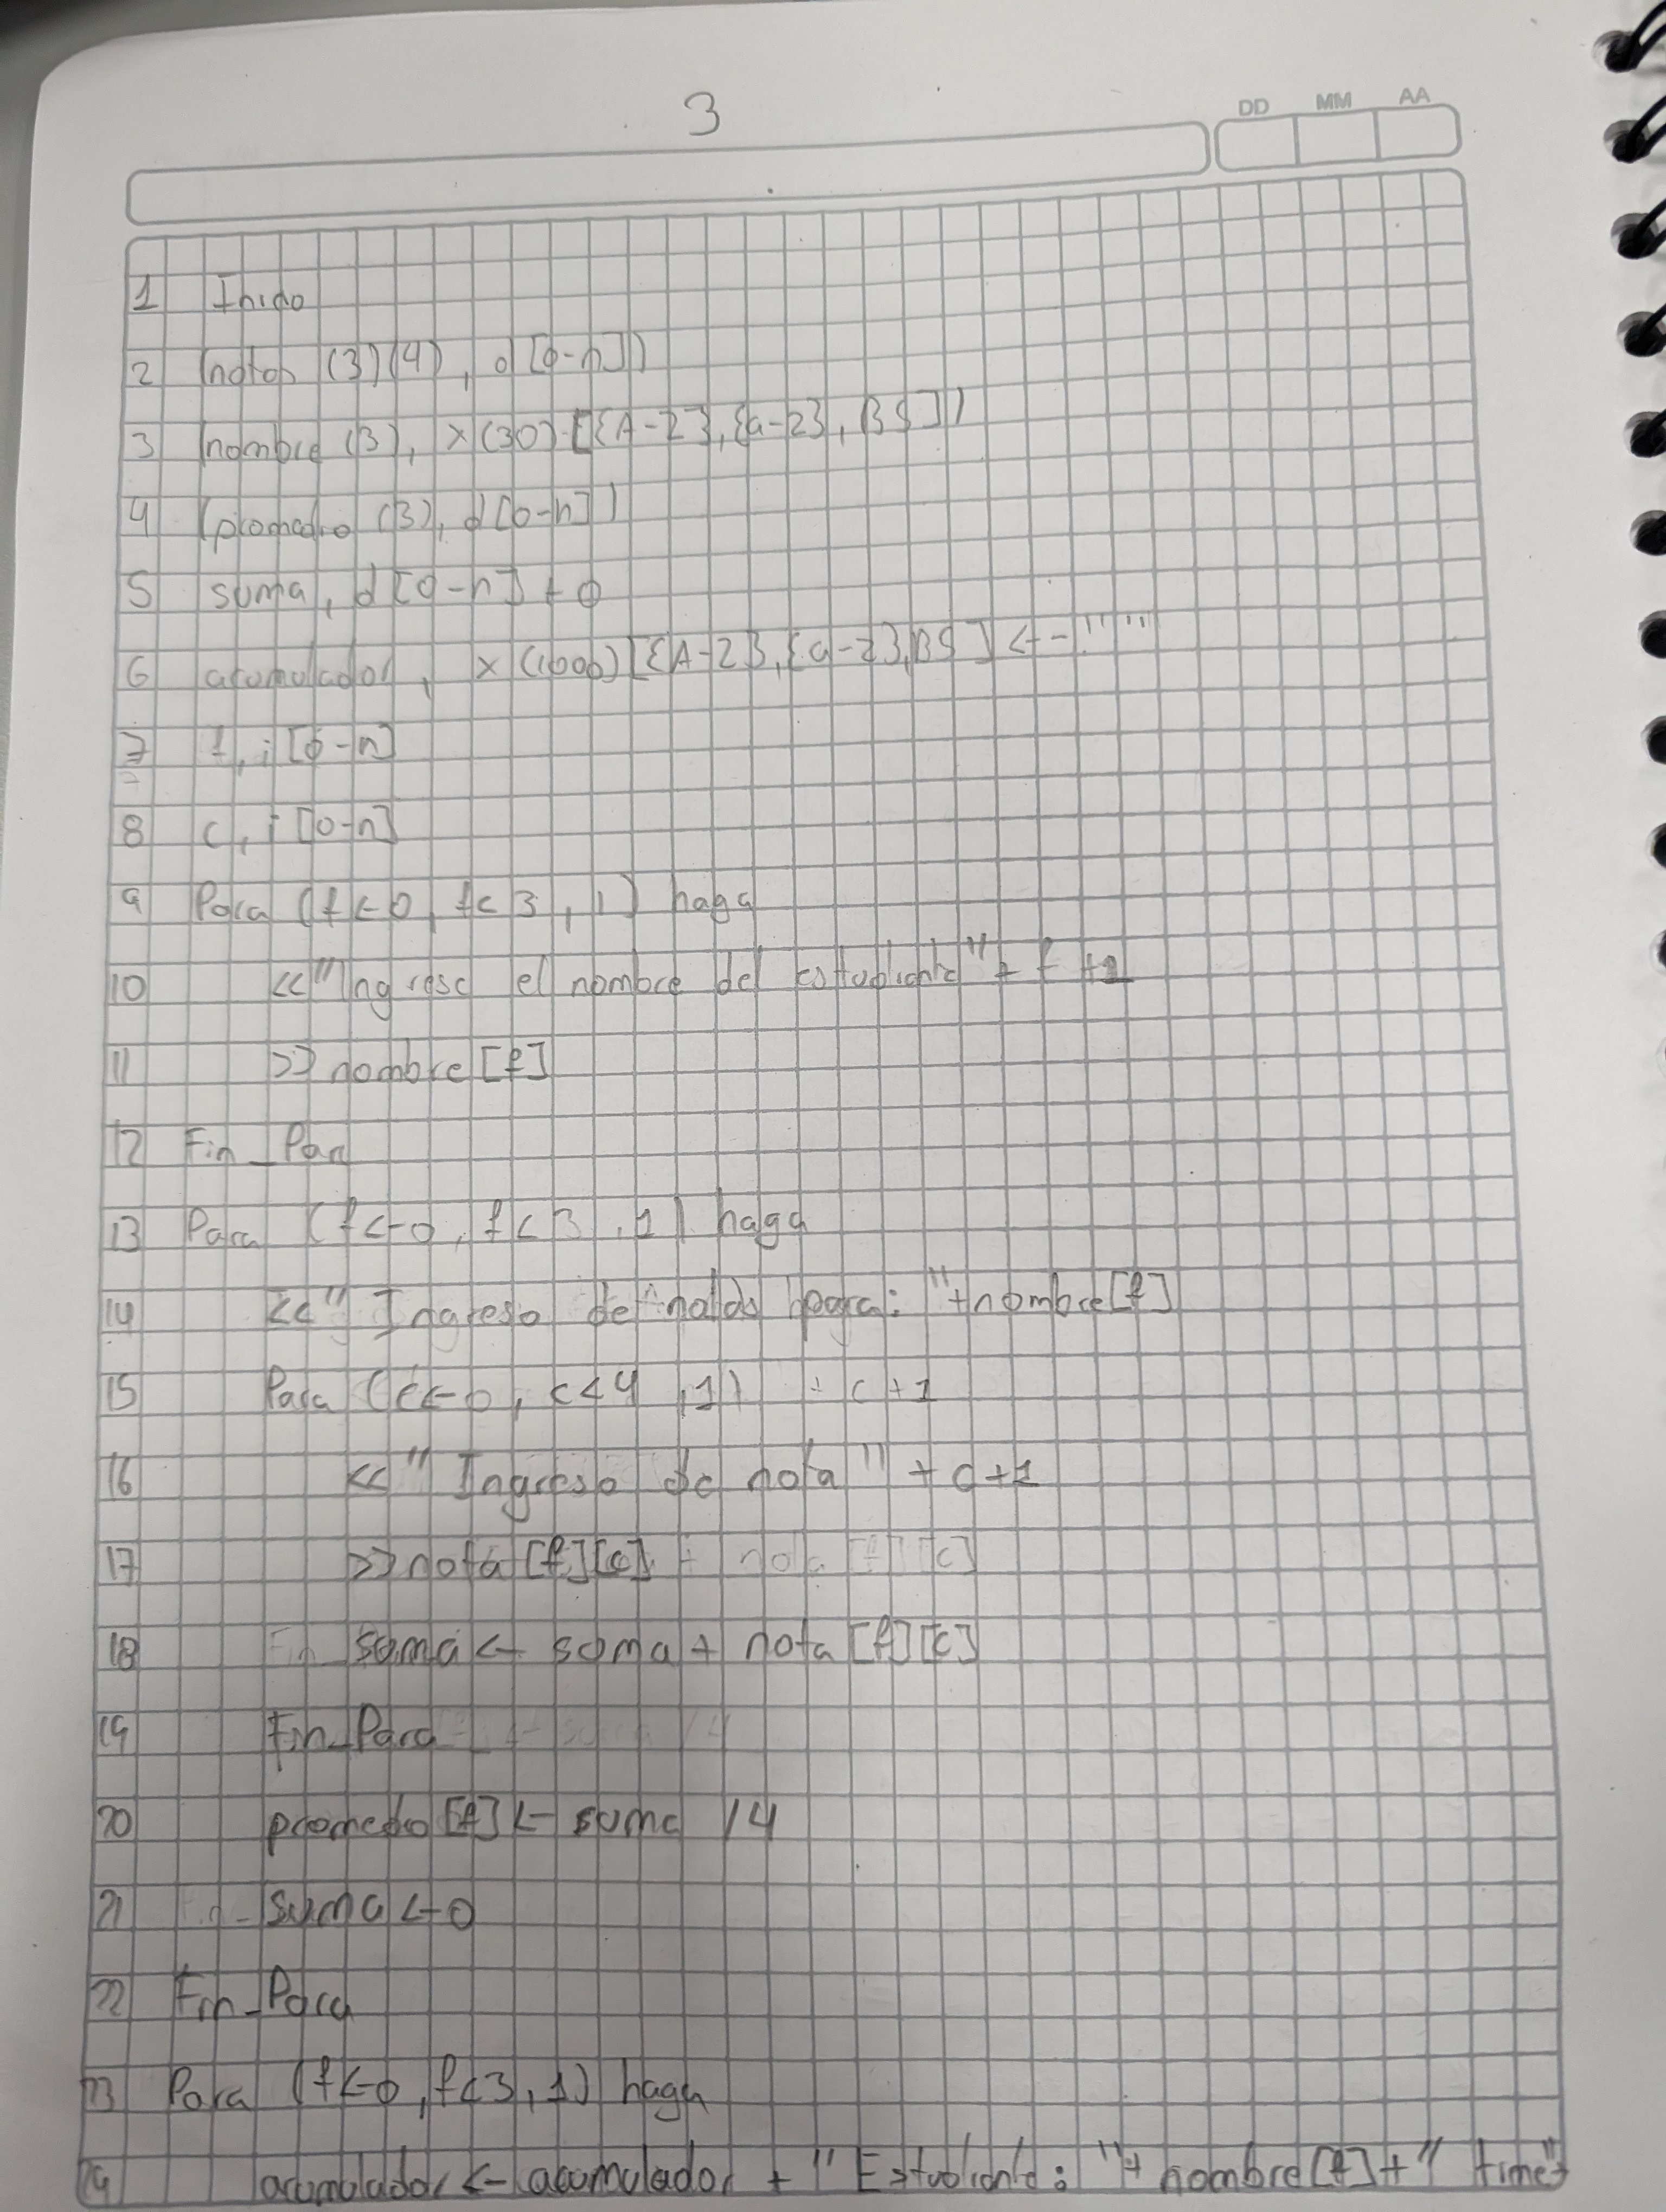 3
DD MM AA
1 Inicio
2 (notas (3)(4), d[0-n])
3 (nombre (3), x(30)[{A-Z},{a-z},BS])
4 (promedio (3), d[0-n])
5 suma, d[0-n] ← 0
6 acumulador, x(1000)[{A-Z},{a-z},BS] <- " "
7 f, i[0-n]
8 c, i[0-n]
9 Para (f<-0, f<3, 1) haga
10 <<"Ingrese el nombre del estudiante" + f +1
11 >> nombre[f]
12 Fin_Para
13 Para (f<-0, f<3, 1) haga
14 <<" Ingreso de notas para: "+nombre[f]
15 Para (c<-0, c<4, 1) + c+1
16 <<" Ingreso de nota " + c+1
17 >> nota[f][c] + nota[f][c]
18 suma <- suma + nota [f][c]
19 Fin_Para
20 promedio[f] <- suma /4
21 suma <-0
22 Fin_Para
23 Para (f<-0, f<3, 1) haga
24 acumulador <- acumulador + " Estudiante: "+ nombre[f]+"